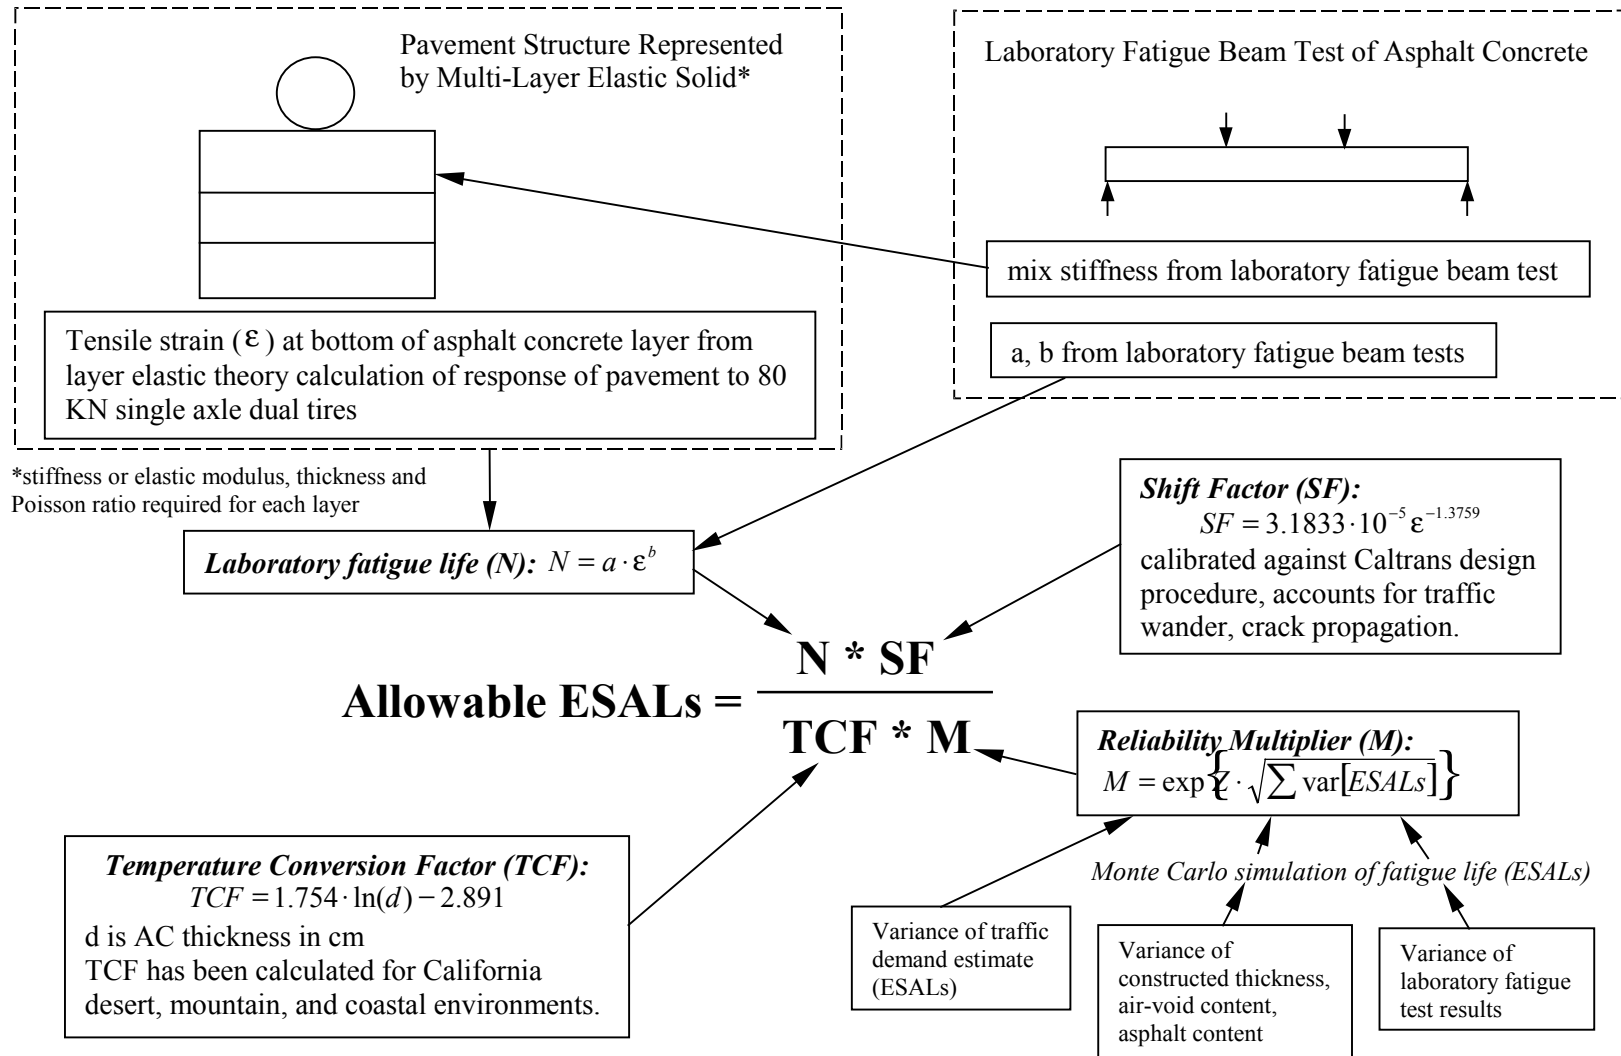 Pavement Structure Represented
by Multi-Layer Elastic Solid*
Laboratory Fatigue Beam Test of Asphalt Concrete
mix stiffness from laboratory fatigue beam test
Tensile strain (ε) at bottom of asphalt concrete layer from
layer elastic theory calculation of response of pavement to 80
KN single axle dual tires
a, b from laboratory fatigue beam tests
*stiffness or elastic modulus, thickness and
Poisson ratio required for each layer
Shift Factor (SF):
SF = 3.1833·10⁻⁵ ε⁻¹·³⁷⁵⁹
calibrated against Caltrans design
procedure, accounts for traffic
wander, crack propagation.
Laboratory fatigue life (N): N = a · εᵇ
Allowable ESALs = N * SF
TCF * M
Reliability Multiplier (M):
M = exp{Z · √∑ var[ESALs]}
Temperature Conversion Factor (TCF):
TCF = 1.754 · ln(d) − 2.891
d is AC thickness in cm
TCF has been calculated for California
desert, mountain, and coastal environments.
Monte Carlo simulation of fatigue life (ESALs)
Variance of traffic
demand estimate
(ESALs)
Variance of
constructed thickness,
air-void content,
asphalt content
Variance of
laboratory fatigue
test results